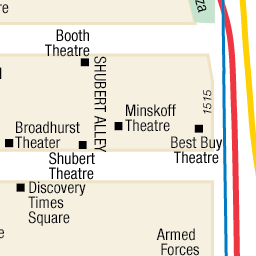 Booth
Theatre
SHUBERT ALLEY
1515
Minskoff
Theatre
Broadhurst
Theater
Best Buy
Theatre
Shubert
Theatre
Discovery
Times
Square
Armed
Forces